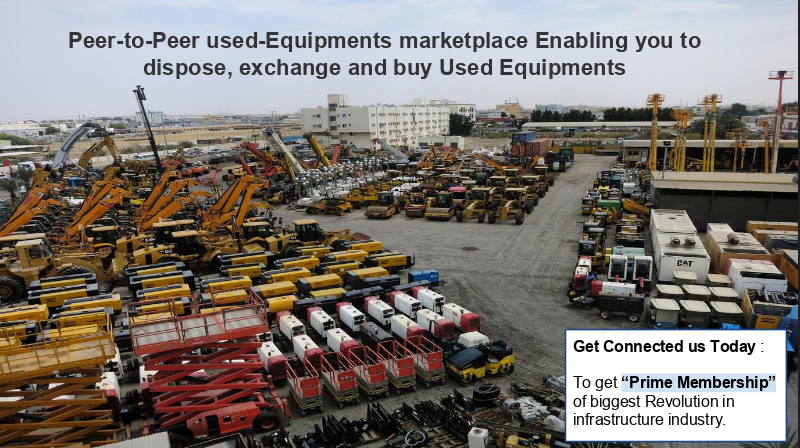 Peer-to-Peer used-Equipments marketplace Enabling you to
dispose, exchange and buy Used Equipments
CAT
Get Connected us Today :
To get “Prime Membership”
of biggest Revolution in
infrastructure industry.